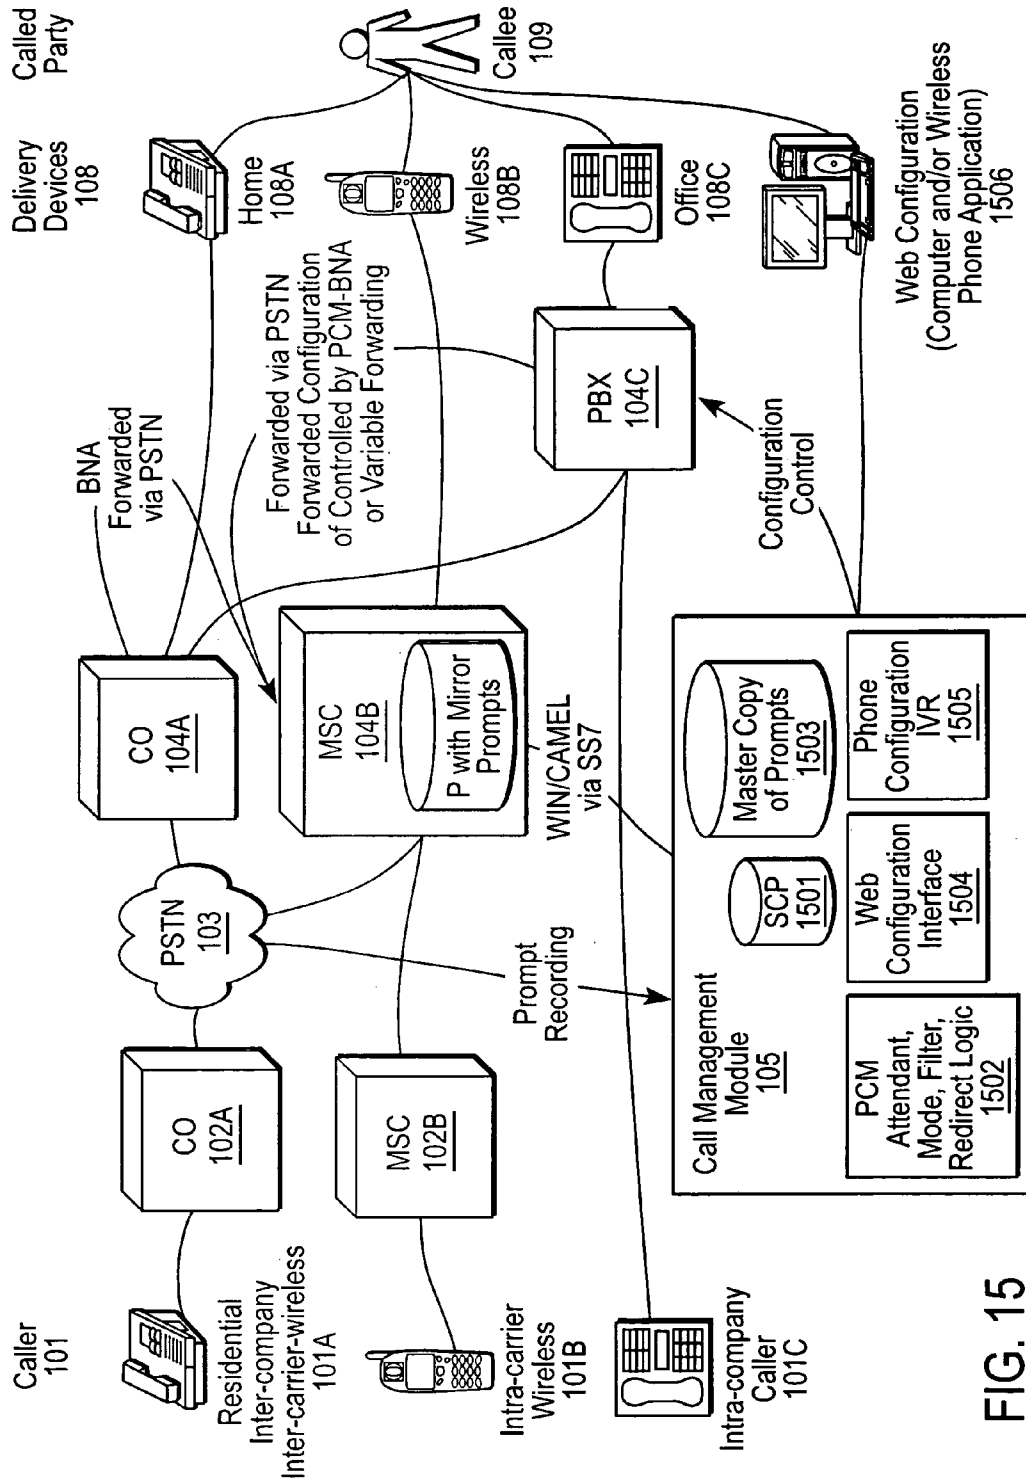 Caller
101
Delivery
Devices
108
Called
Party
Residential
Inter-company
Inter-carrier-wireless
101A
CO
102A
PSTN
103
CO
104A
BNA
Forwarded
via PSTN
Home
108A
Intra-carrier
Wireless
101B
MSC
102B
MSC
104B
P with Mirror
Prompts
Forwarded via PSTN
Forwarded Configuration
of Controlled by PCM-BNA
or Variable Forwarding
Wireless
108B
Callee
109
Intra-company
Caller
101C
Prompt
Recording
WIN/CAMEL
via SS7
PBX
104C
Office
108C
Configuration
Control
Call Management
Module
105
SCP
1501
Master Copy
of Prompts
1503
PCM
Attendant,
Mode, Filter,
Redirect Logic
1502
Web
Configuration
Interface
1504
Phone
Configuration
IVR
1505
Web Configuration
(Computer and/or Wireless
Phone Application)
1506
FIG. 15